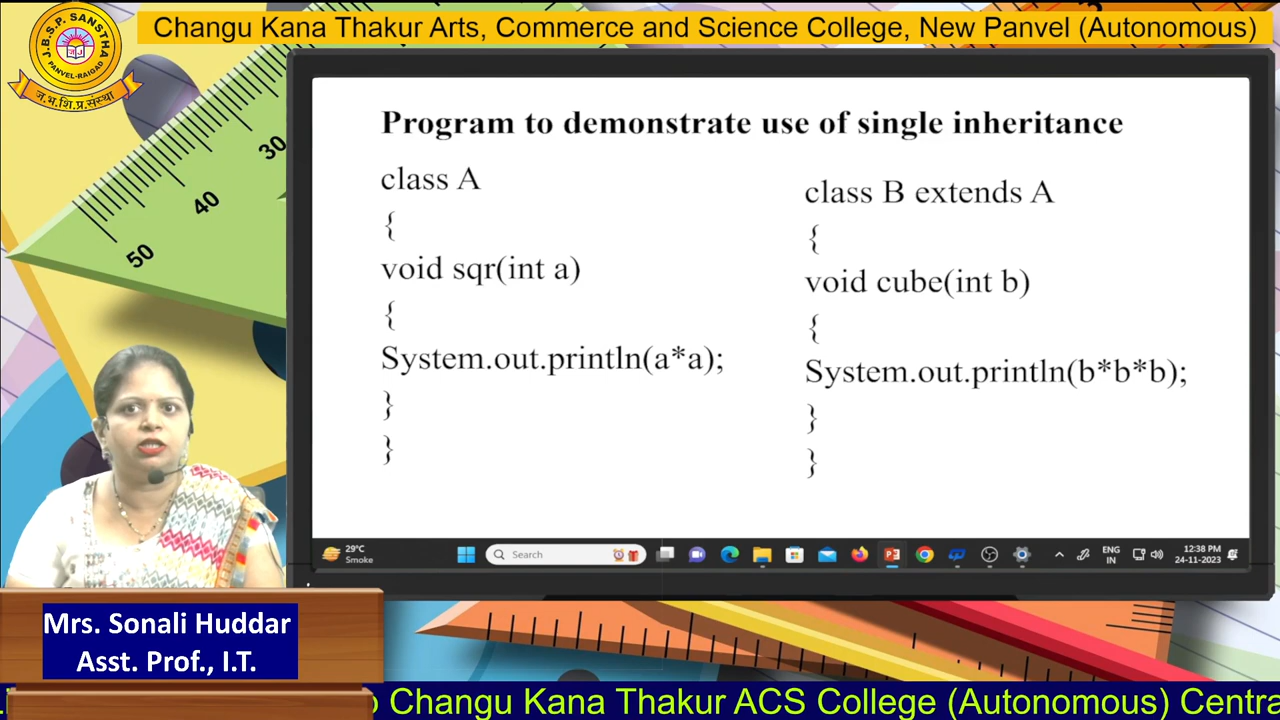 Changu Kana Thakur Arts, Commerce and Science College, New Panvel (Autonomous)
J.B.S.P. SANSTHA
PANVEL-RAIGAD
ज.भ.शि.प्र.संस्था
30
40
50
Program to demonstrate use of single inheritance
class A
{
void sqr(int a)
{
System.out.println(a*a);
}
}
class B extends A
{
void cube(int b)
{
System.out.println(b*b*b);
}
}
29°C
Smoke
Search
ENG
IN
12:38 PM
24-11-2023
Mrs. Sonali Huddar
Asst. Prof., I.T.
Changu Kana Thakur ACS College (Autonomous) Centra